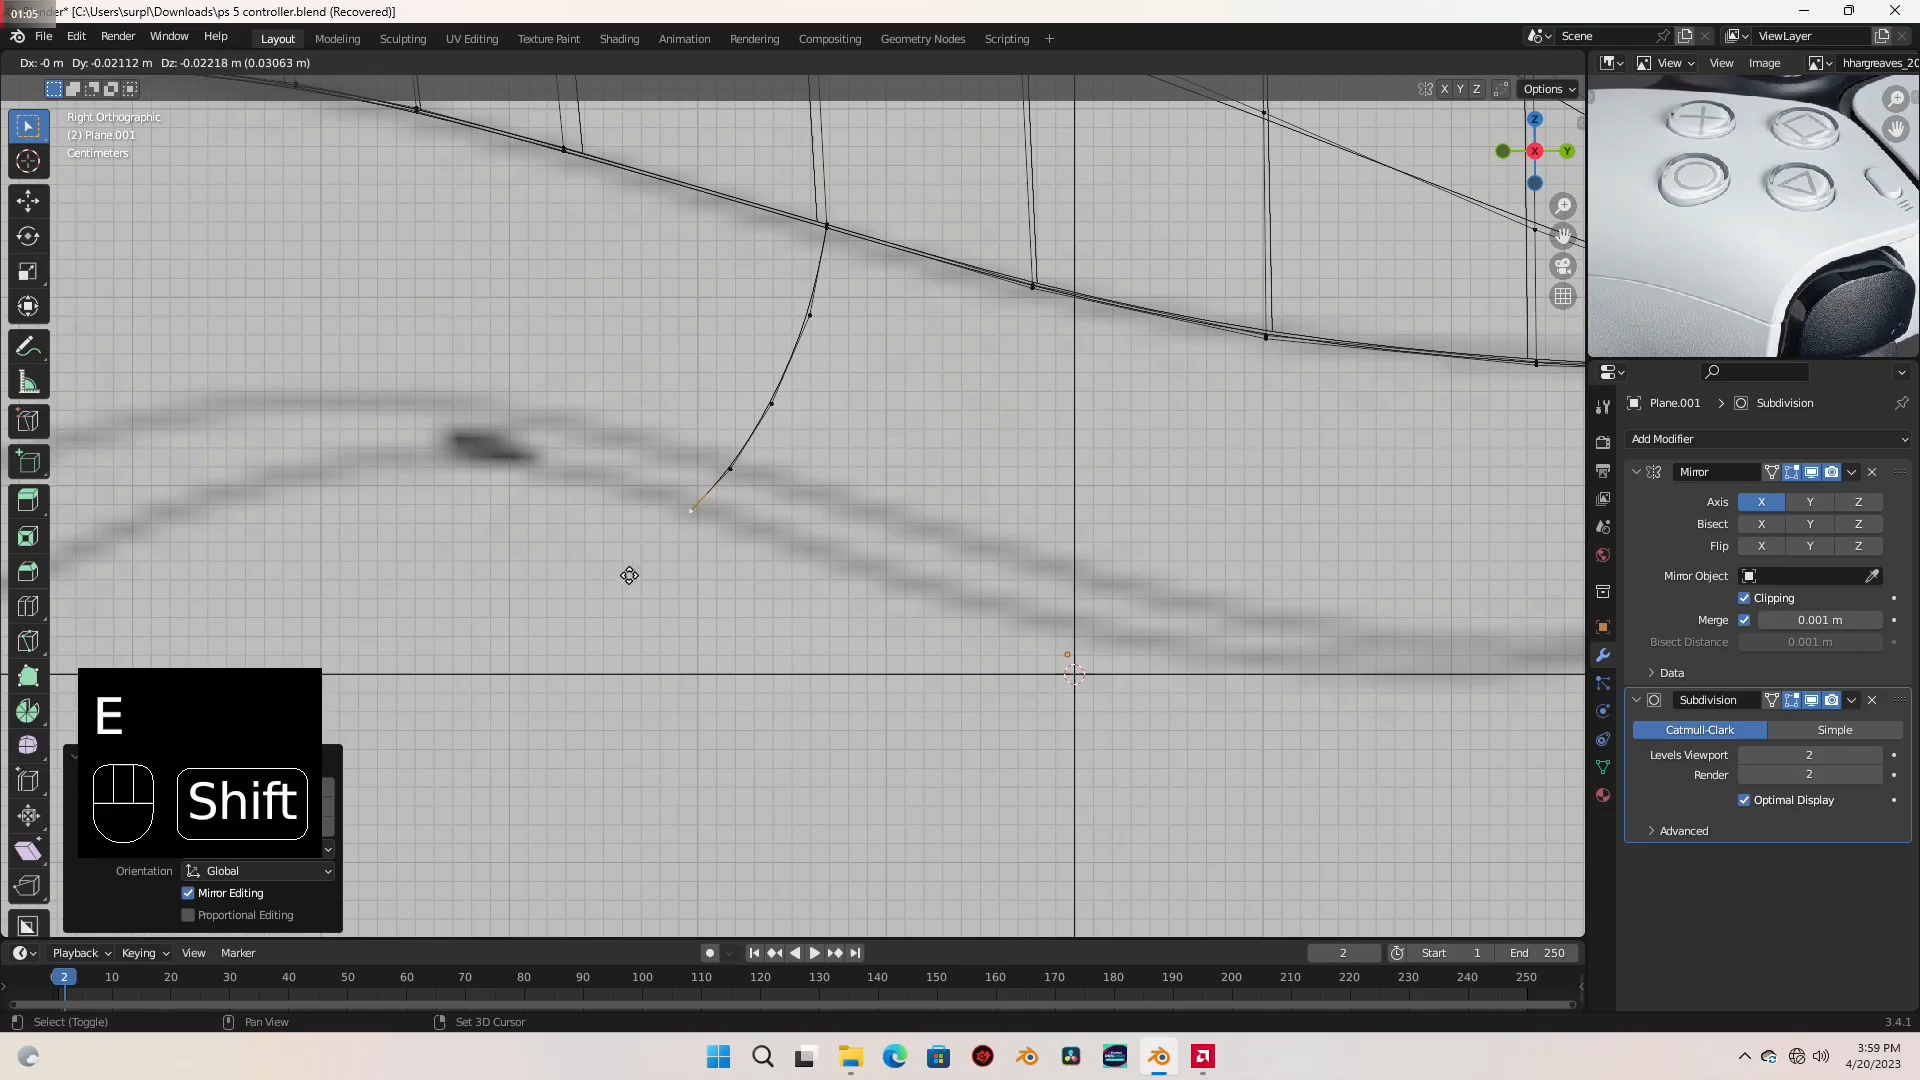 01:05
Blender* [C:\Users\surpl\Downloads\ps 5 controller.blend (Recovered)]
File Edit Render Window Help
Layout Modeling Sculpting UV Editing Texture Paint Shading Animation Rendering Compositing Geometry Nodes Scripting +
Scene
ViewLayer
Dx: -0 m Dy: -0.02112 m Dz: -0.02218 m (0.03063 m)
View View Image hhargreaves_20
X Y Z Options
Right Orthographic
(2) Plane.001
Centimeters
Z
X
Y
Plane.001 > Subdivision
Add Modifier
Mirror
Axis X Y Z
Bisect X Y Z
Flip X Y Z
Mirror Object
Clipping
Merge 0.001 m
Bisect Distance 0.001 m
Data
Subdivision
Catmull-Clark Simple
Levels Viewport 2
Render 2
Optimal Display
Advanced
E
Shift
Orientation Global
Mirror Editing
Proportional Editing
Playback Keying View Marker
2 Start 1 End 250
2 10 20 30 40 50 60 70 80 90 100 110 120 130 140 150 160 170 180 190 200 210 220 230 240 250
Select (Toggle) Pan View Set 3D Cursor 3.4.1
3:59 PM
4/20/2023